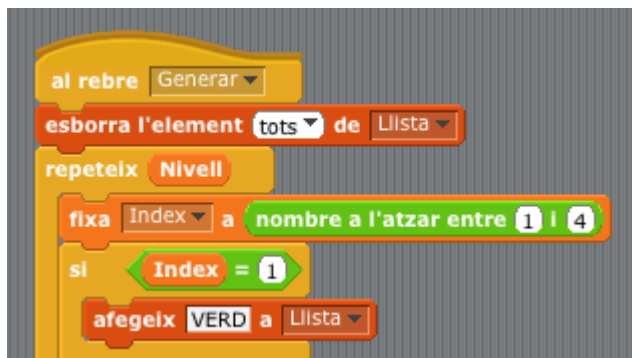 al rebre Generar
esborra l'element tots de Llista
repeteix Nivell
fixa Index a nombre a l'atzar entre 1 i 4
si Index = 1
afegeix VERD a Llista